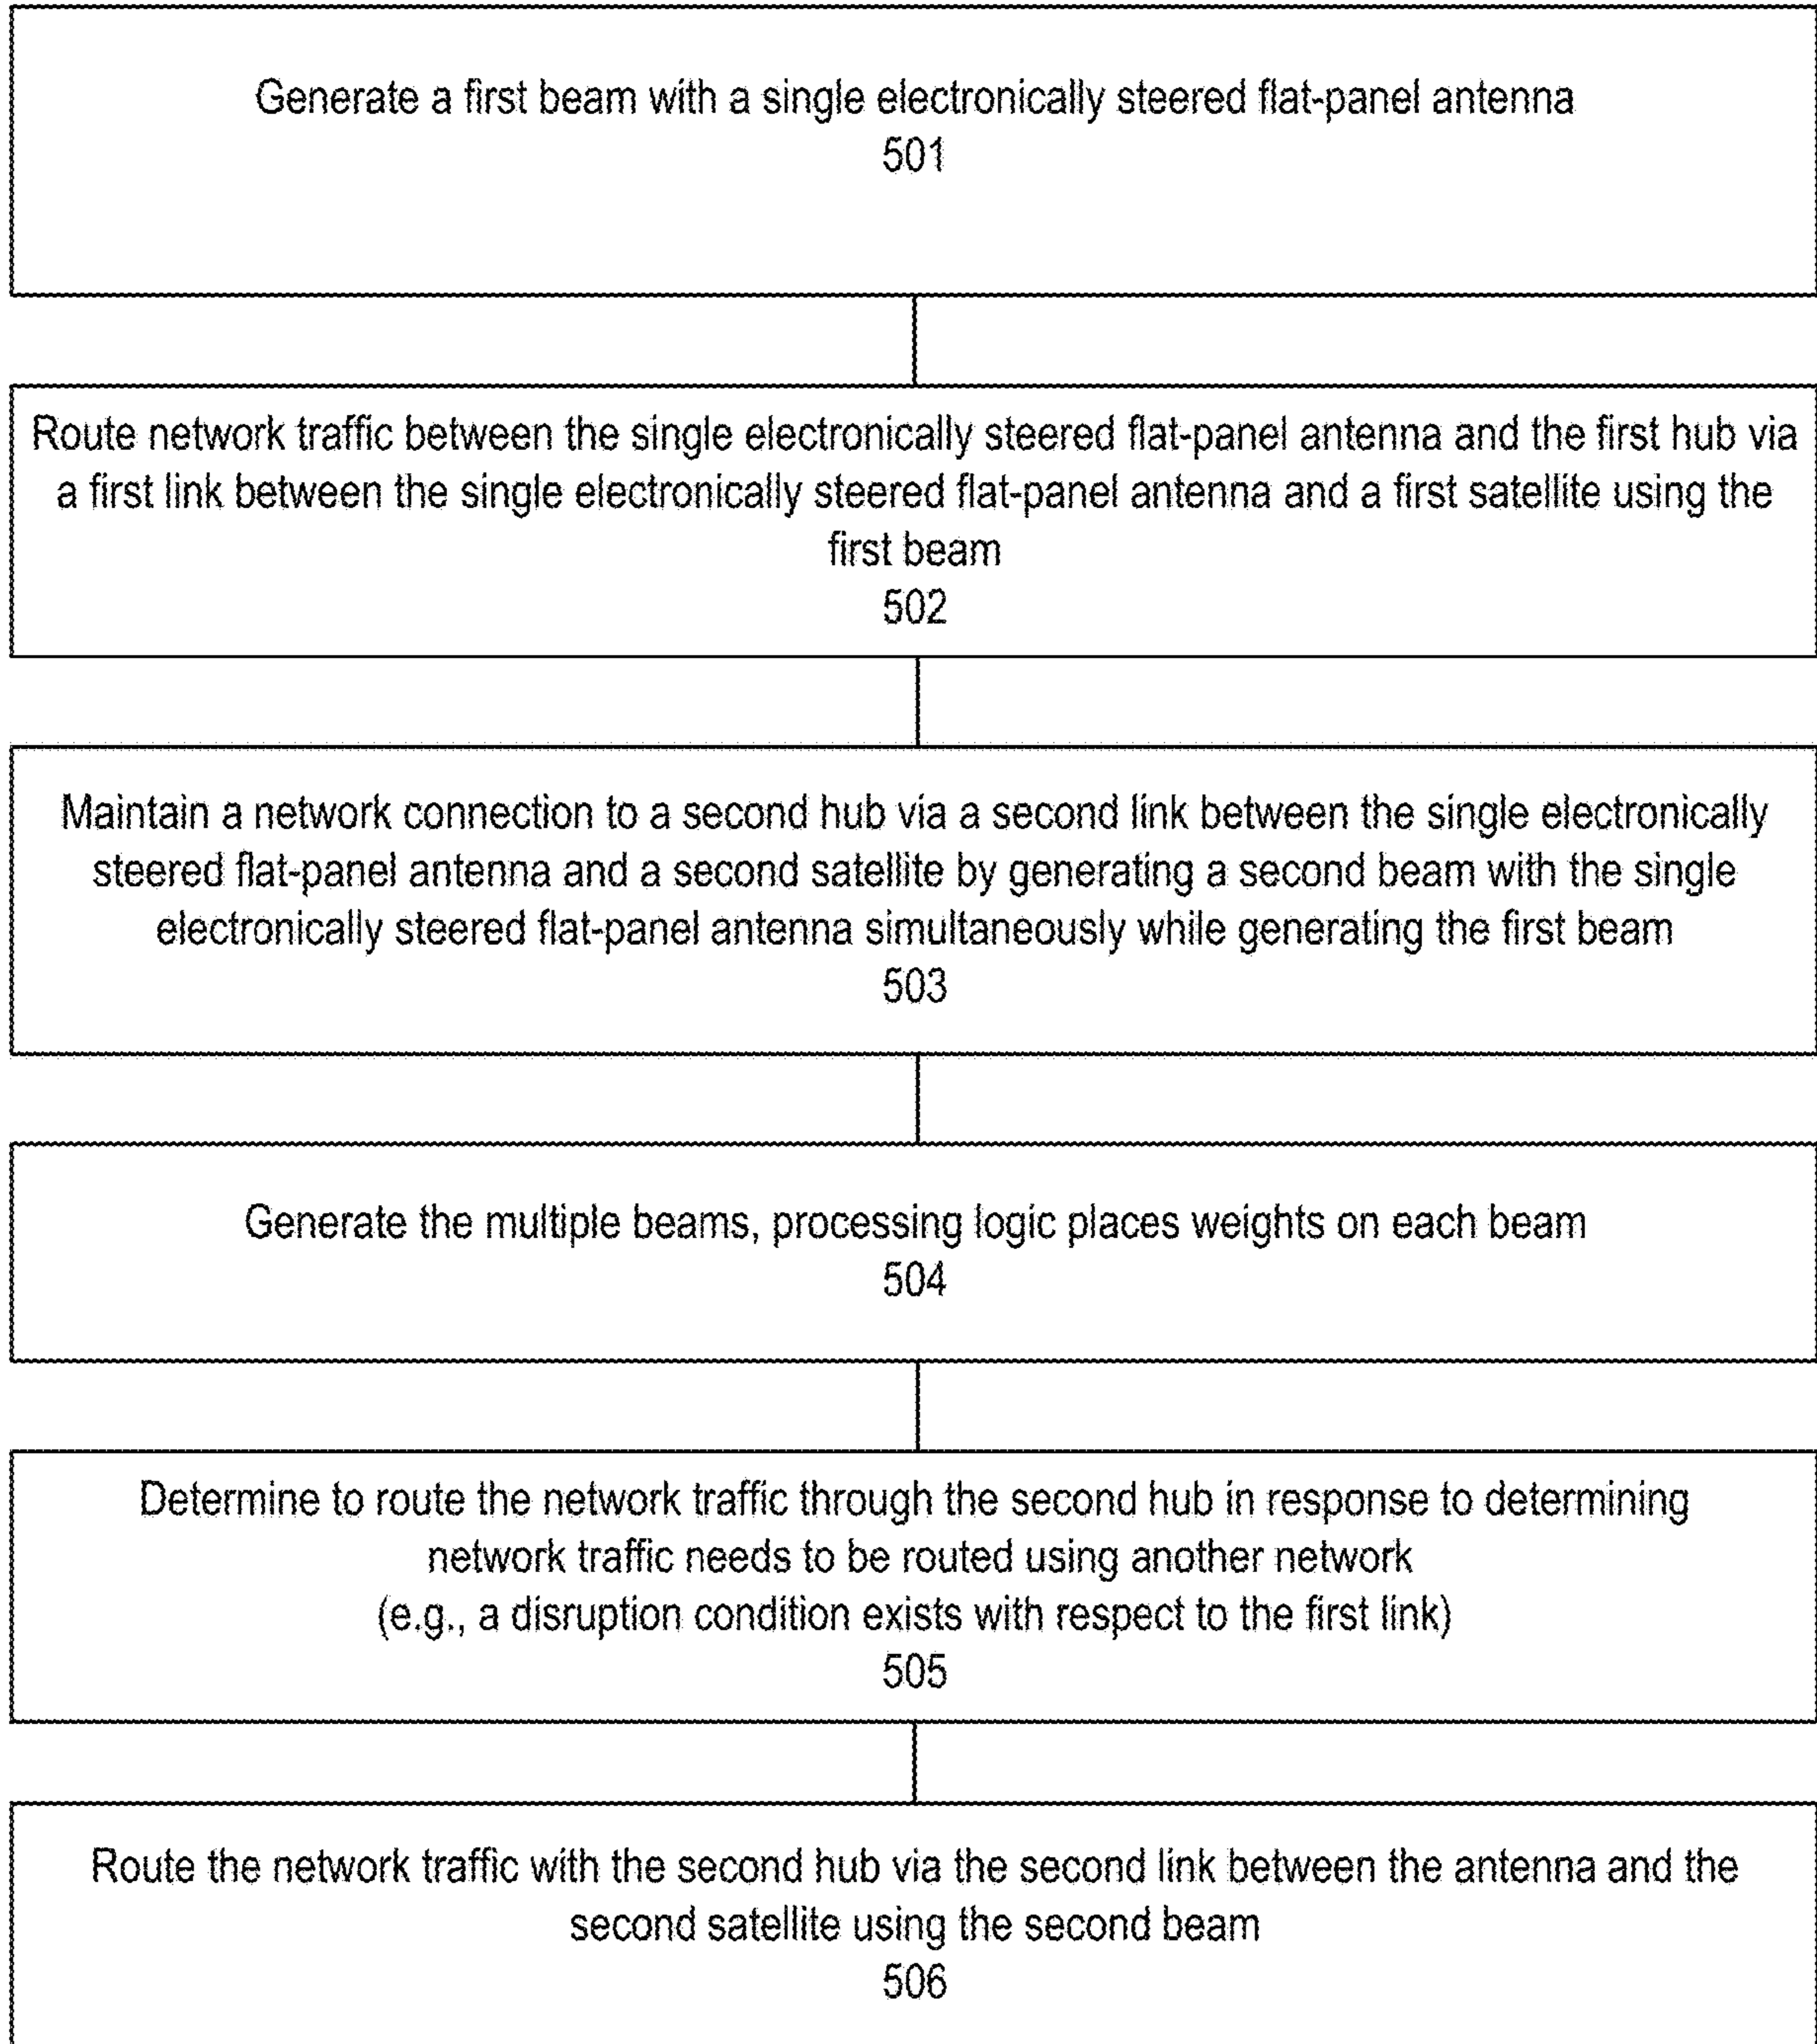 Generate a first beam with a single electronically steered flat-panel antenna
501
Route network traffic between the single electronically steered flat-panel antenna and the first hub via
a first link between the single electronically steered flat-panel antenna and a first satellite using the
first beam
502
Maintain a network connection to a second hub via a second link between the single electronically
steered flat-panel antenna and a second satellite by generating a second beam with the single
electronically steered flat-panel antenna simultaneously while generating the first beam
503
Generate the multiple beams, processing logic places weights on each beam
504
Determine to route the network traffic through the second hub in response to determining
network traffic needs to be routed using another network
(e.g., a disruption condition exists with respect to the first link)
505
Route the network traffic with the second hub via the second link between the antenna and the
second satellite using the second beam
506